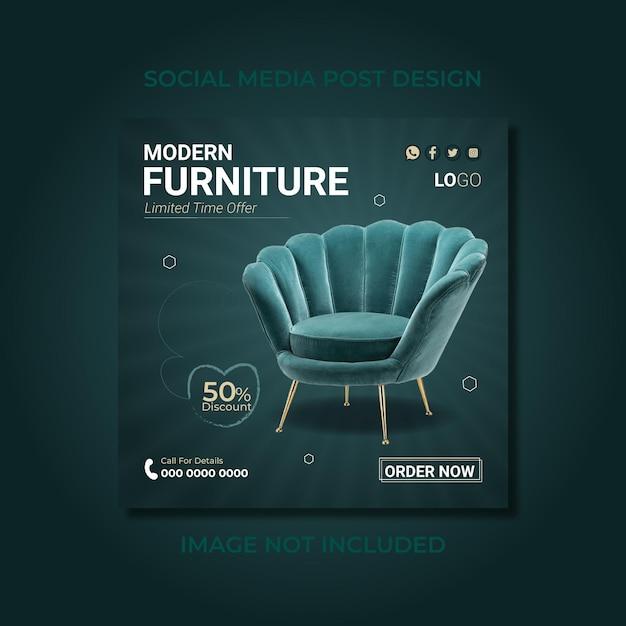 SOCIAL MEDIA POST DESIGN
MODERN
FURNITURE
Limited Time Offer
LOGO
50%
Discount
Call For Details
000 0000 0000
ORDER NOW
IMAGE NOT INCLUDED